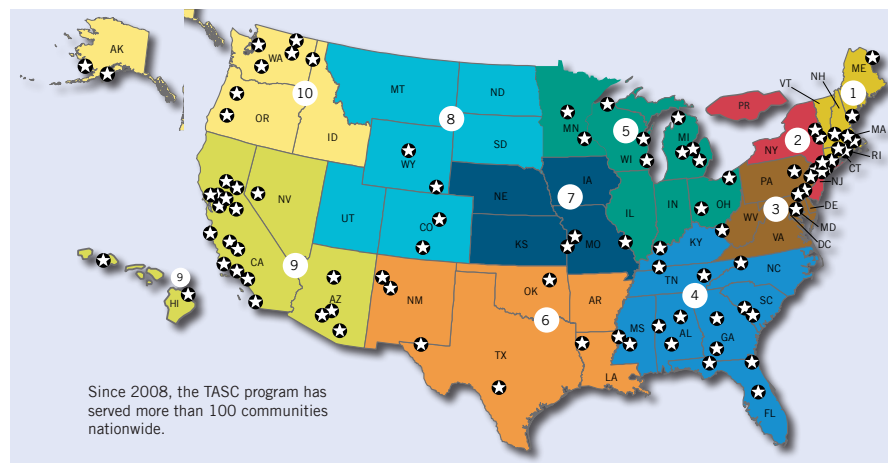 AK
WA
MT
ND
ME
VT
NH
10
1
PR
OR
8
MN
5
2
MA
ID
SD
WI
MI
NY
RI
WY
CT
IA
PA
NJ
NV
NE
7
OH
IL
IN
3
DE
UT
CO
WV
MD
KS
MO
VA
DC
CA
KY
9
9
NC
TN
HI
AZ
NM
OK
AR
4
SC
6
MS
AL
GA
TX
LA
FL
Since 2008, the TASC program has
served more than 100 communities
nationwide.